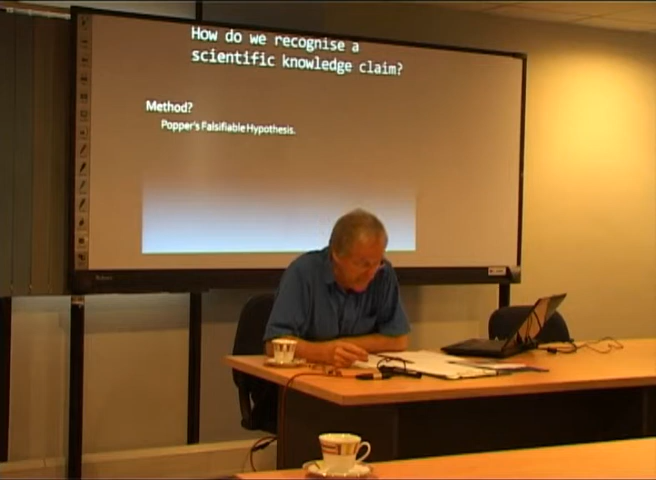 How do we recognise a
scientific knowledge claim?
Method?
Popper's Falsifiable Hypothesis.